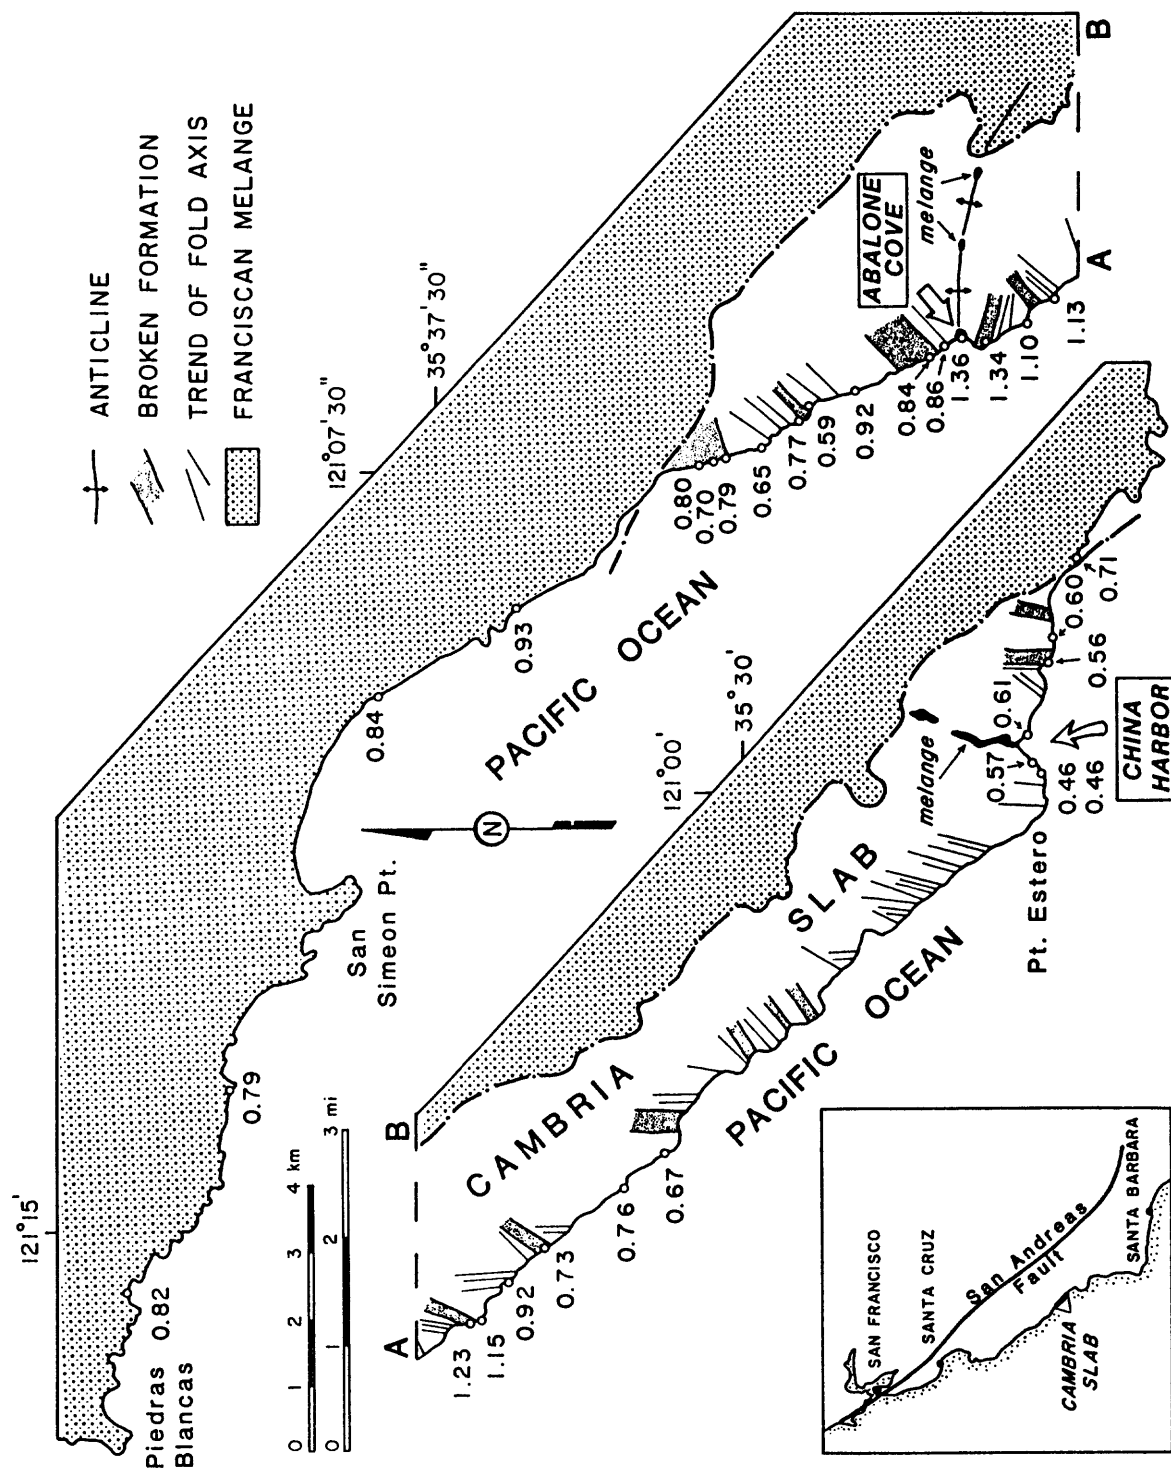 ANTICLINE
BROKEN FORMATION
TREND OF FOLD AXIS
FRANCISCAN MELANGE
121°15'
121°07'30"
35°37'30"
Piedras
Blancas
0.82
0.79
San
Simeon Pt.
0.84
0.93
N
PACIFIC OCEAN
0.80
0.70
0.79
0.65
0.77
0.59
0.92
0.84
0.86
1.36
1.34
1.10
1.13
ABALONE
COVE
melange
A
B
0 1 2 3 4 km
0 1 2 3 mi
A
B
1.23
1.15
0.92
0.73
0.76
0.67
CAMBRIA SLAB
PACIFIC OCEAN
121°00'
35°30'
Pt. Estero
melange
0.57
0.46
0.46
0.61
0.56
0.60
0.71
CHINA
HARBOR
SAN FRANCISCO
SANTA CRUZ
San Andreas
Fault
CAMBRIA
SLAB
SANTA BARBARA